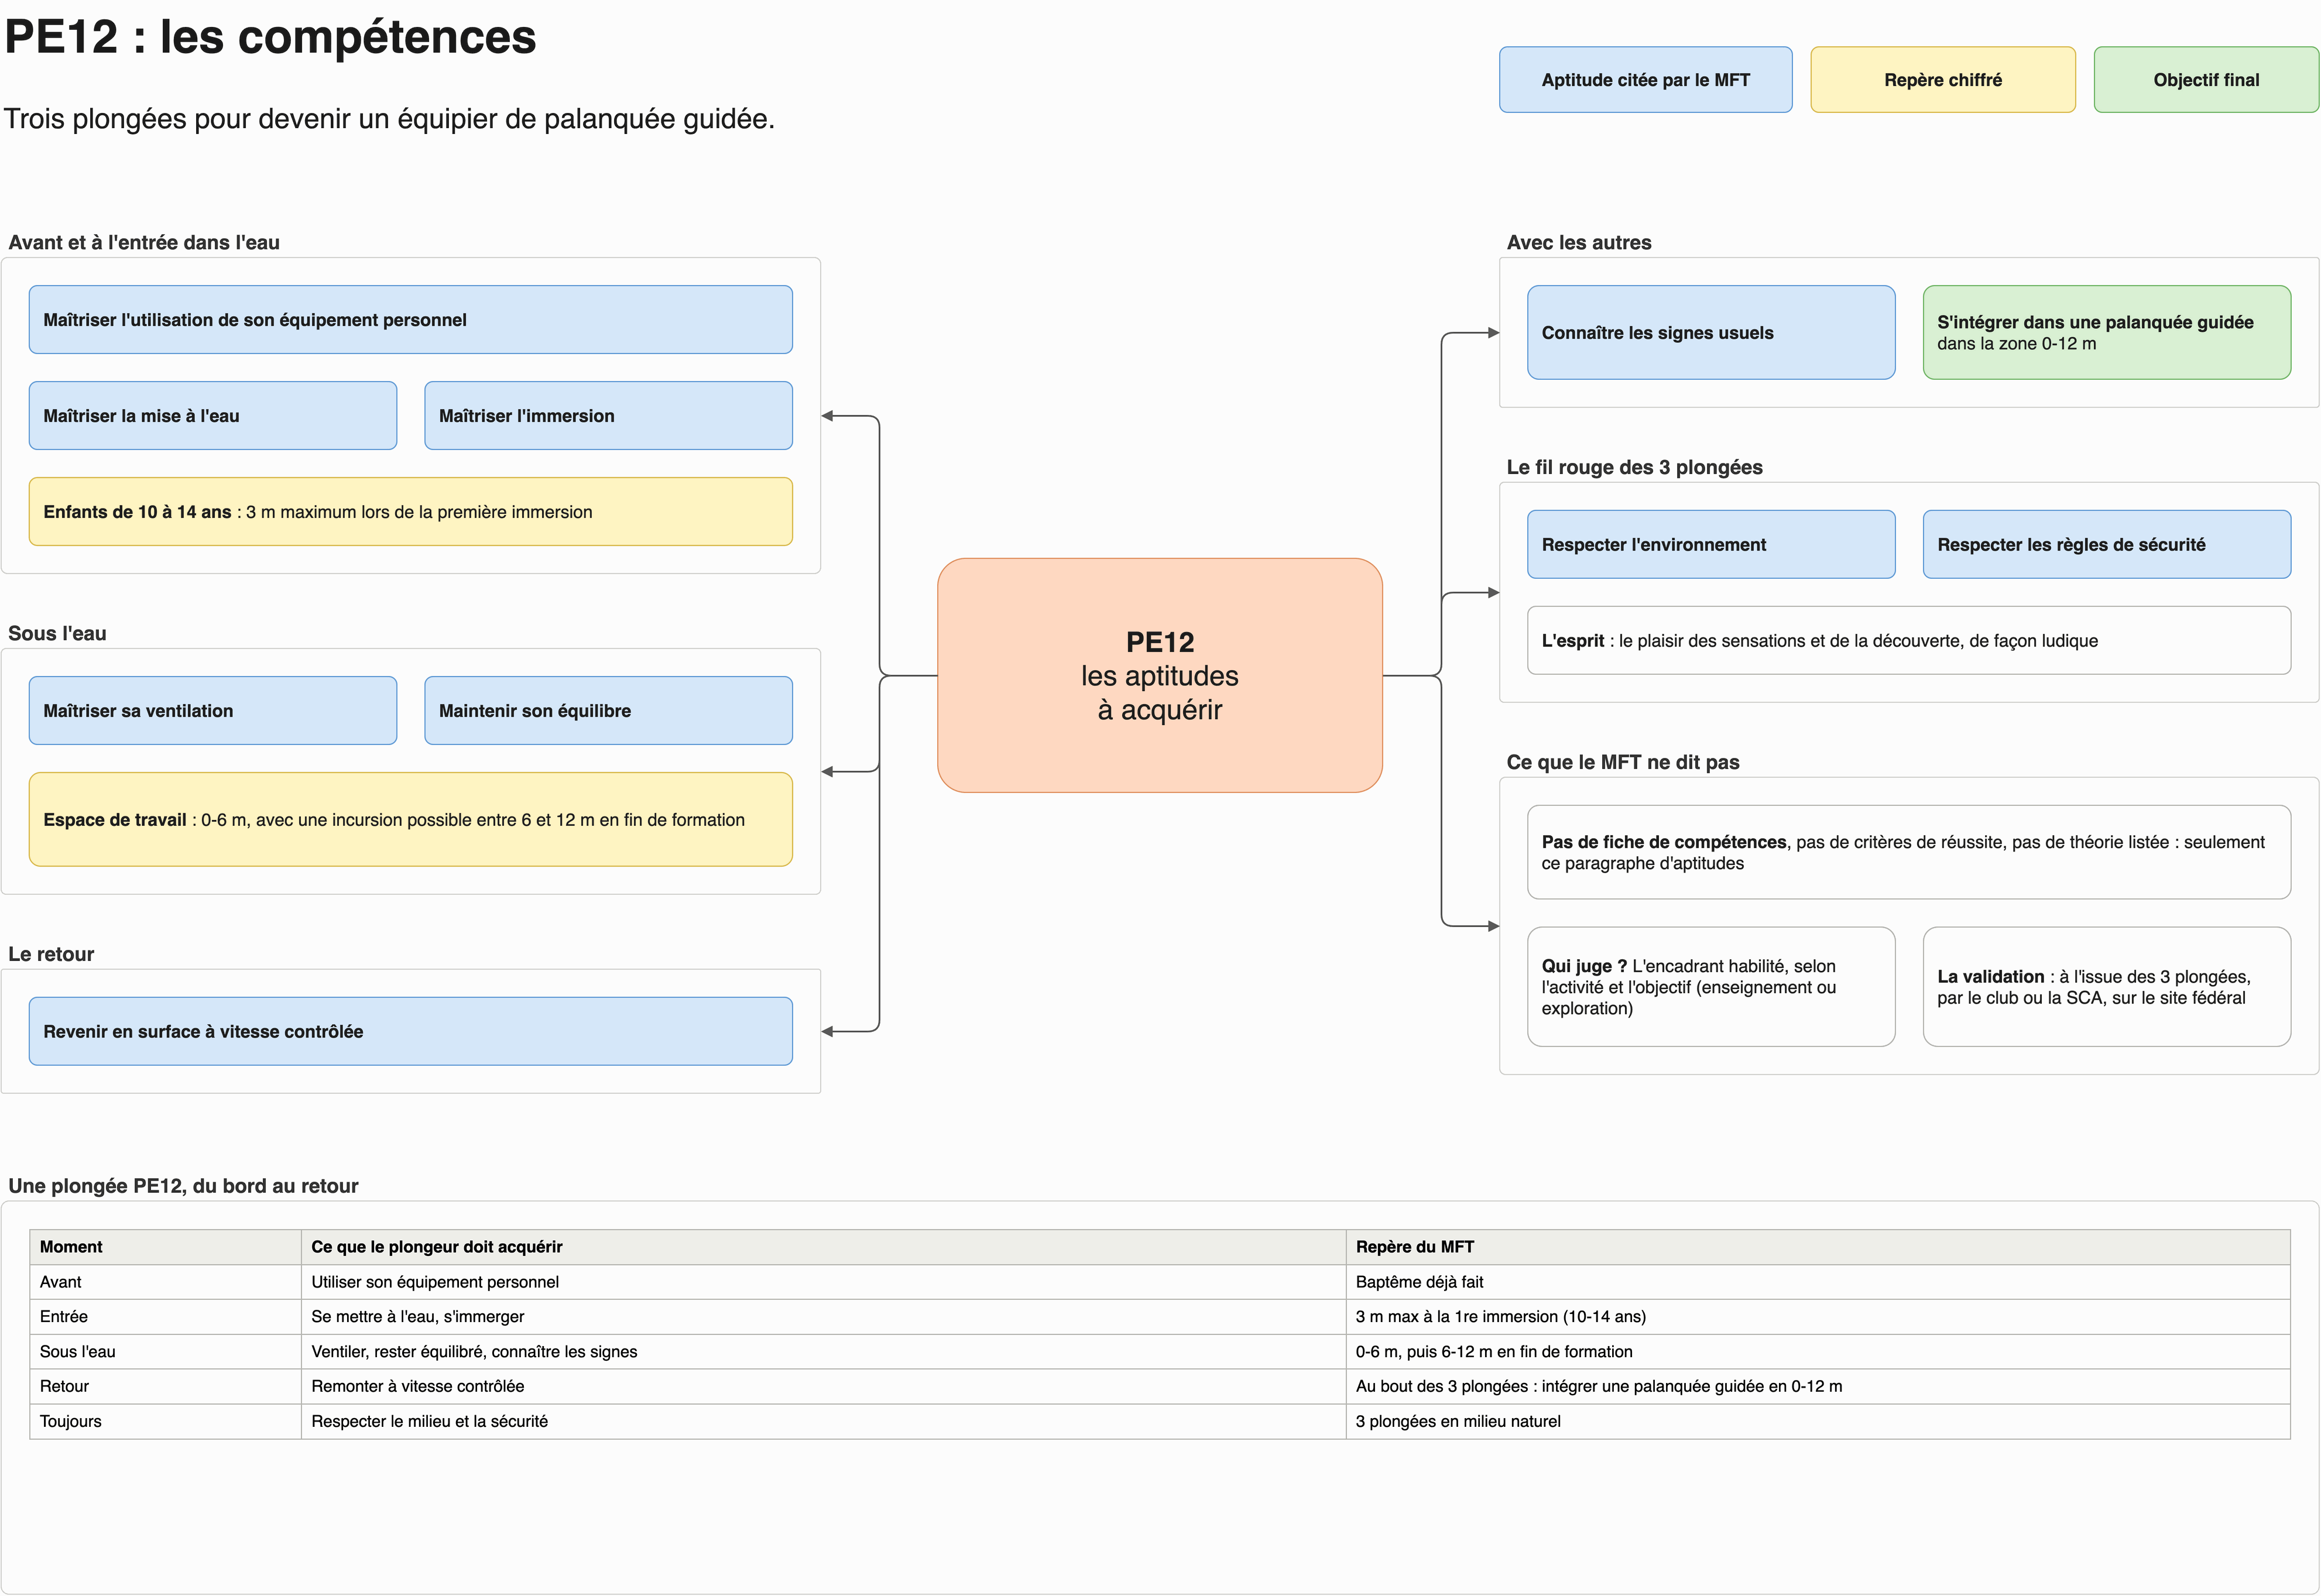 PE12 : les compétences
Trois plongées pour devenir un équipier de palanquée guidée.
Aptitude citée par le MFT
Repère chiffré
Objectif final
Avant et à l'entrée dans l'eau
Maîtriser l'utilisation de son équipement personnel
Maîtriser la mise à l'eau
Maîtriser l'immersion
Enfants de 10 à 14 ans : 3 m maximum lors de la première immersion
Sous l'eau
Maîtriser sa ventilation
Maintenir son équilibre
Espace de travail : 0-6 m, avec une incursion possible entre 6 et 12 m en fin de formation
Le retour
Revenir en surface à vitesse contrôlée
PE12
les aptitudes
à acquérir
Avec les autres
Connaître les signes usuels
S'intégrer dans une palanquée guidée
dans la zone 0-12 m
Le fil rouge des 3 plongées
Respecter l'environnement
Respecter les règles de sécurité
L'esprit : le plaisir des sensations et de la découverte, de façon ludique
Ce que le MFT ne dit pas
Pas de fiche de compétences, pas de critères de réussite, pas de théorie listée : seulement
ce paragraphe d'aptitudes
Qui juge ? L'encadrant habilité, selon
l'activité et l'objectif (enseignement ou
exploration)
La validation : à l'issue des 3 plongées,
par le club ou la SCA, sur le site fédéral
Une plongée PE12, du bord au retour
Moment Ce que le plongeur doit acquérir Repère du MFT
Avant Utiliser son équipement personnel Baptême déjà fait
Entrée Se mettre à l'eau, s'immerger 3 m max à la 1re immersion (10-14 ans)
Sous l'eau Ventiler, rester équilibré, connaître les signes 0-6 m, puis 6-12 m en fin de formation
Retour Remonter à vitesse contrôlée Au bout des 3 plongées : intégrer une palanquée guidée en 0-12 m
Toujours Respecter le milieu et la sécurité 3 plongées en milieu naturel